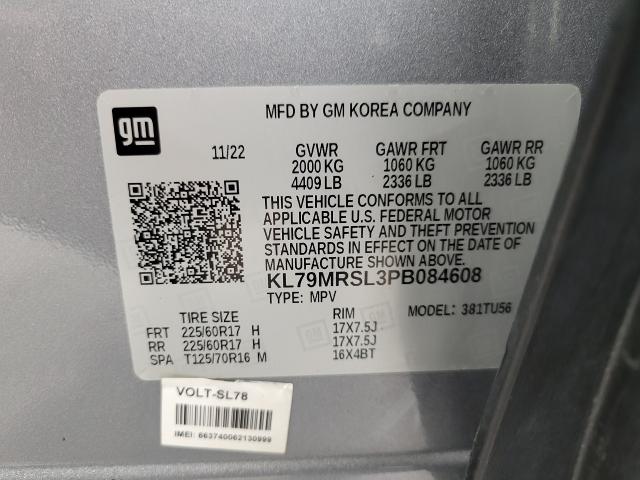 gm
MFD BY GM KOREA COMPANY
11/22 GVWR GAWR FRT GAWR RR
2000 KG 1060 KG 1060 KG
4409 LB 2336 LB 2336 LB
THIS VEHICLE CONFORMS TO ALL
APPLICABLE U.S. FEDERAL MOTOR
VEHICLE SAFETY AND THEFT PREVENTION
STANDARDS IN EFFECT ON THE DATE OF
MANUFACTURE SHOWN ABOVE.
KL79MRSL3PB084608
TYPE: MPV MODEL: 381TU56
TIRE SIZE RIM
FRT 225/60R17 H 17X7.5J
RR 225/60R17 H 17X7.5J
SPA T125/70R16 M 16X4BT
VOLT-SL78
IMEI: 663740062130999